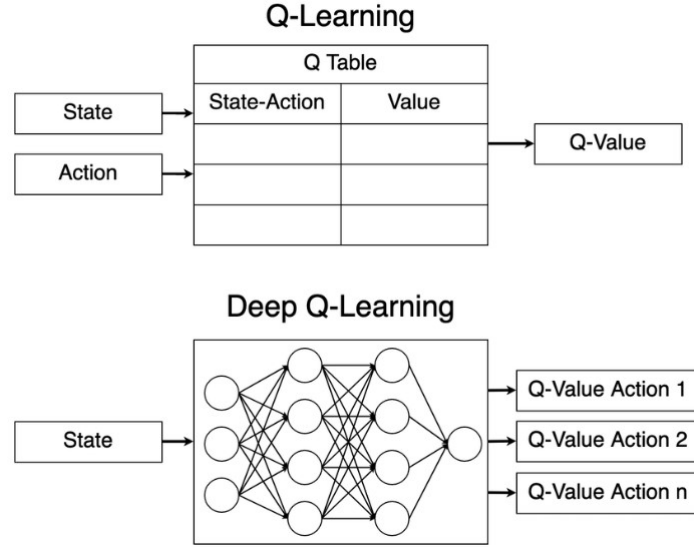 Q-Learning
Q Table
State-Action Value
State
Action
Q-Value
Deep Q-Learning
State
Q-Value Action 1
Q-Value Action 2
Q-Value Action n